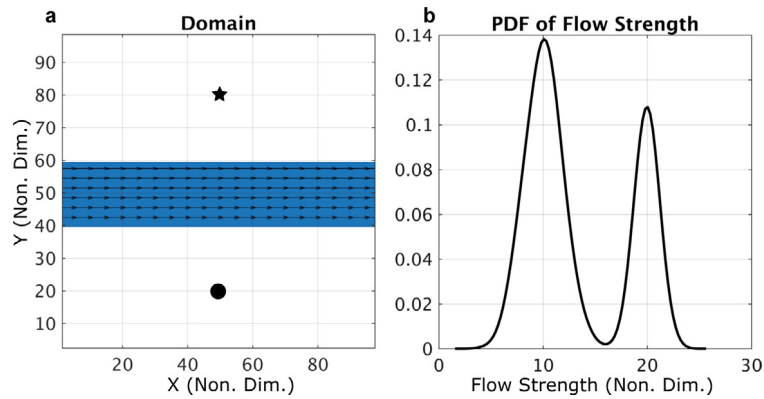 a
Domain
90
80
70
60
50
40
30
20
10
Y (Non. Dim.)
20 40 60 80
X (Non. Dim.)
b
PDF of Flow Strength
0.14
0.12
0.1
0.08
0.06
0.04
0.02
0
0 10 20 30
Flow Strength (Non. Dim.)